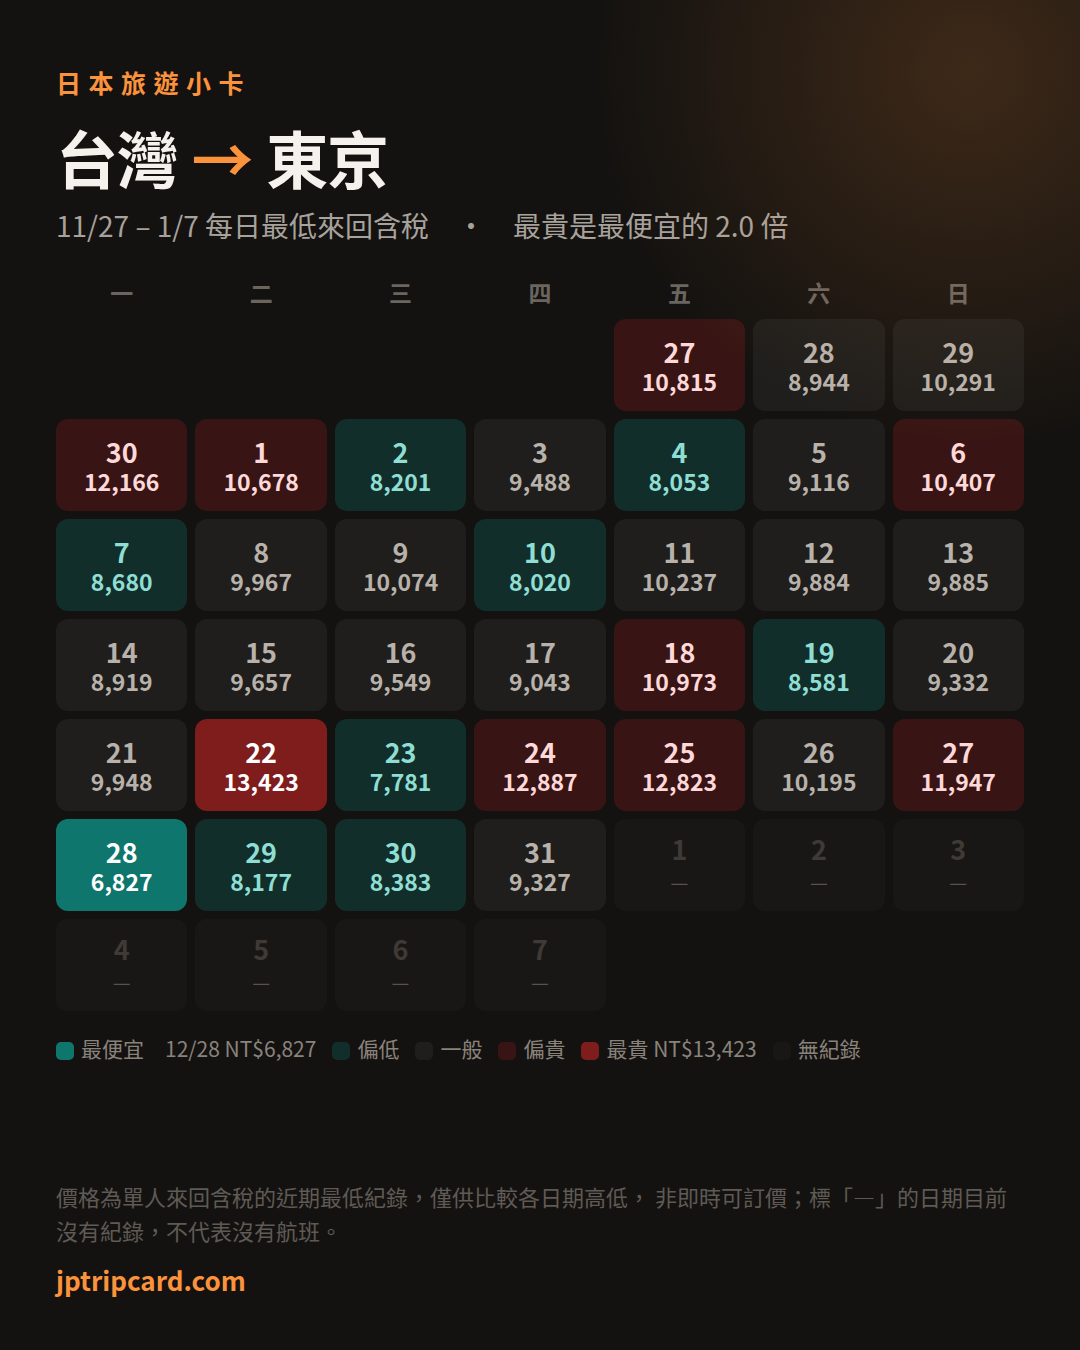 日本旅遊小卡
台灣 → 東京
11/27 – 1/7 每日最低來回含稅 ・ 最貴是最便宜的 2.0 倍
一 二 三 四 五 六 日
27 28 29
10,815 8,944 10,291
30 1 2 3 4 5 6
12,166 10,678 8,201 9,488 8,053 9,116 10,407
7 8 9 10 11 12 13
8,680 9,967 10,074 8,020 10,237 9,884 9,885
14 15 16 17 18 19 20
8,919 9,657 9,549 9,043 10,973 8,581 9,332
21 22 23 24 25 26 27
9,948 13,423 7,781 12,887 12,823 10,195 11,947
28 29 30 31 1 2 3
6,827 8,177 8,383 9,327 — — —
4 5 6 7
— — — —
最便宜 12/28 NT$6,827 偏低 一般 偏貴 最貴 NT$13,423 無紀錄
價格為單人來回含稅的近期最低紀錄，僅供比較各日期高低， 非即時可訂價；標「—」的日期目前
沒有紀錄，不代表沒有航班。
jptripcard.com